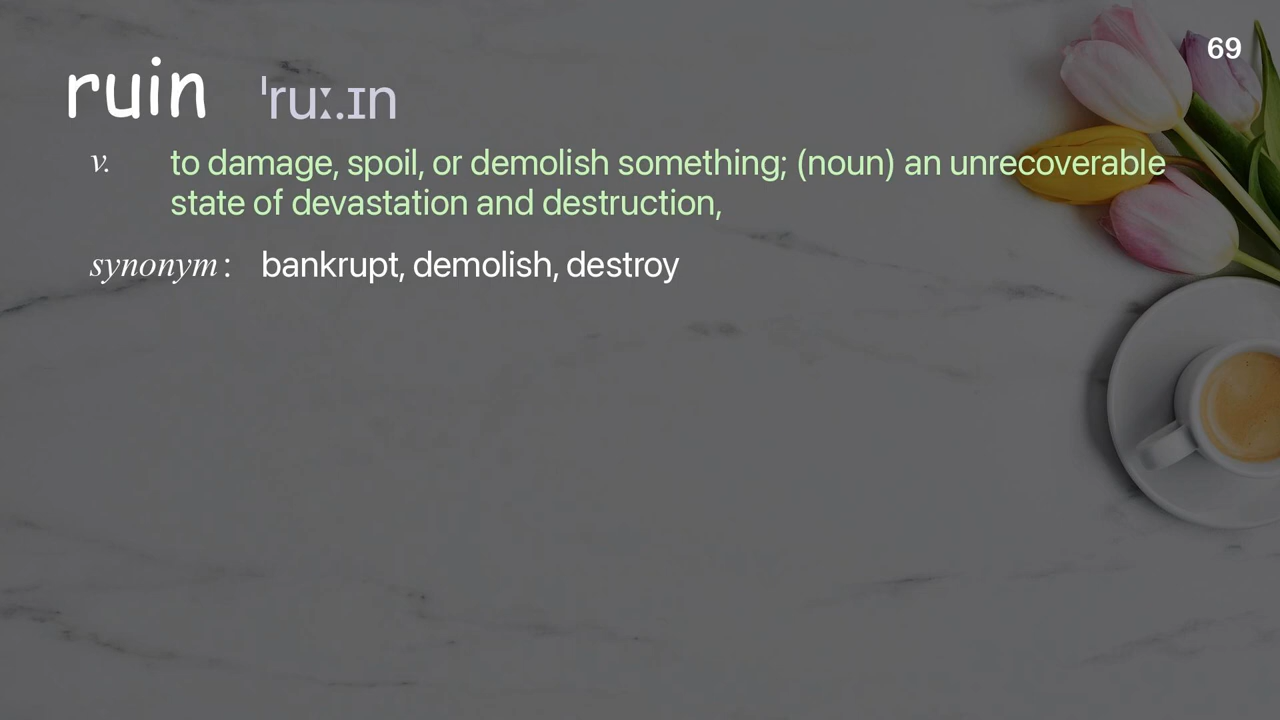 69
ruin ˈruː.ɪn
v. to damage, spoil, or demolish something; (noun) an unrecoverable
state of devastation and destruction,
synonym : bankrupt, demolish, destroy